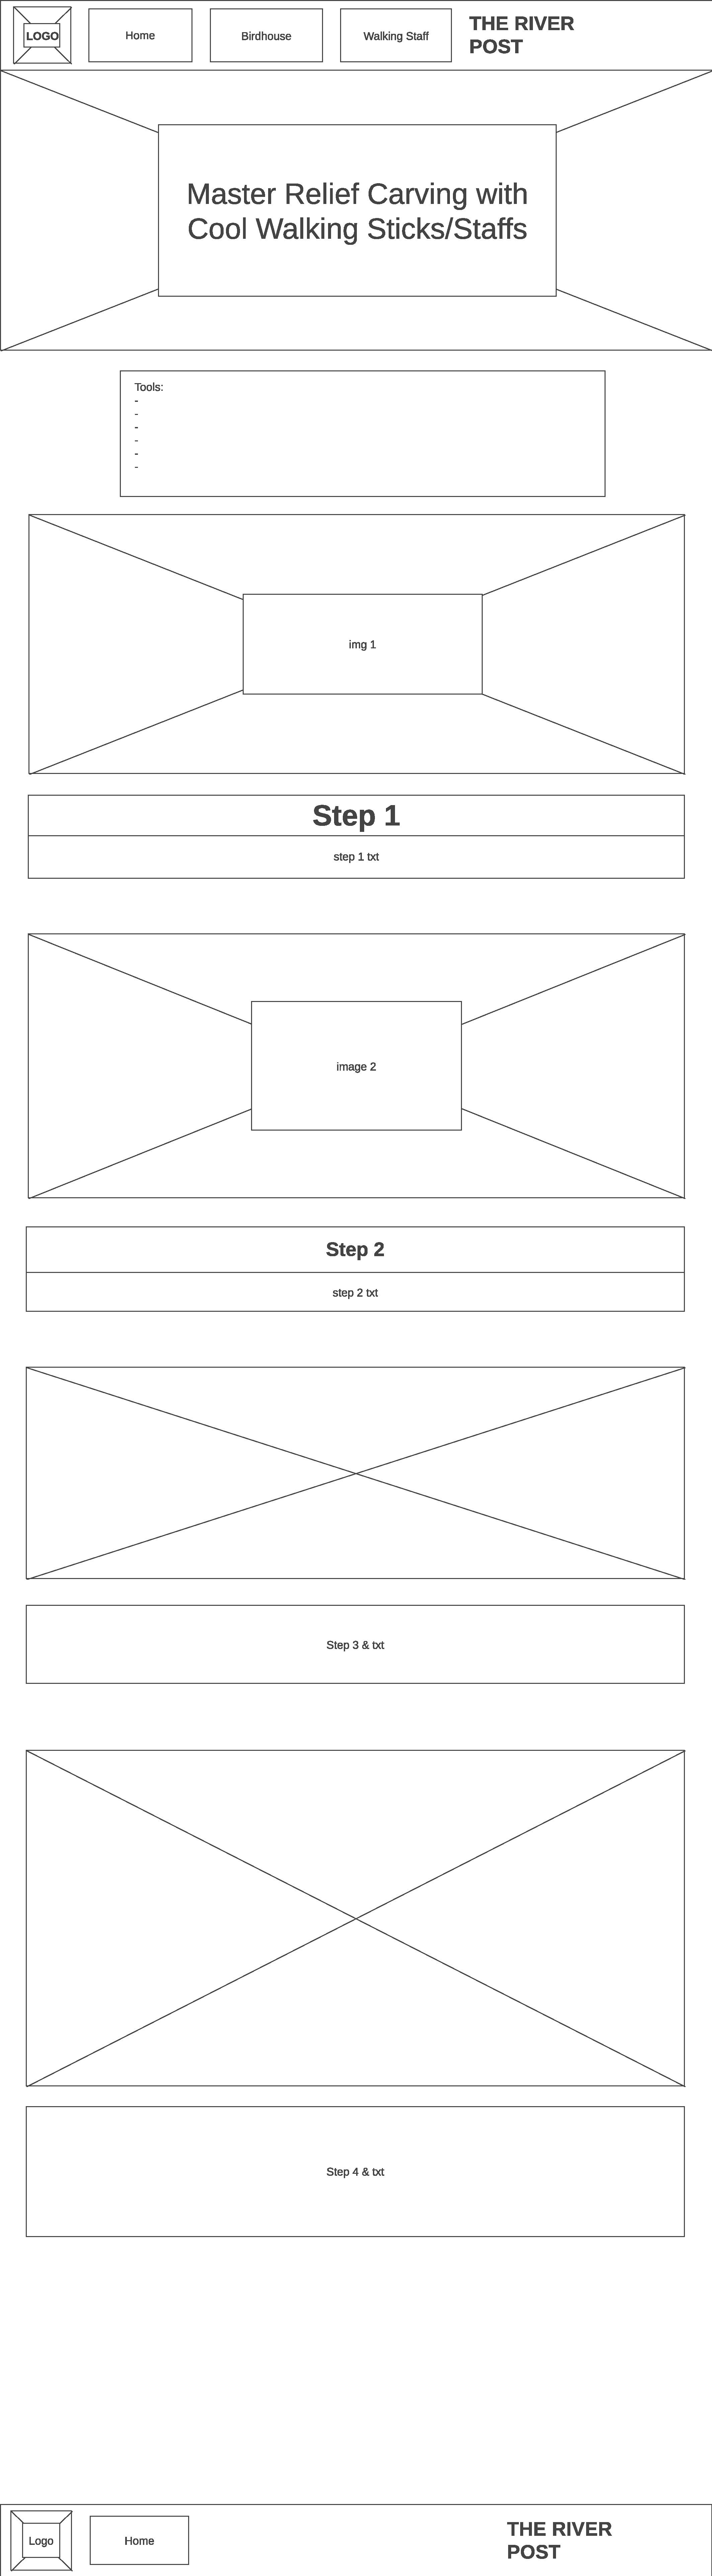 LOGO
Home
Birdhouse
Walking Staff
THE RIVER
POST
Master Relief Carving with
Cool Walking Sticks/Staffs
Tools:
-
-
-
-
-
-
img 1
Step 1
step 1 txt
image 2
Step 2
step 2 txt
Step 3 & txt
Step 4 & txt
Logo
Home
THE RIVER
POST